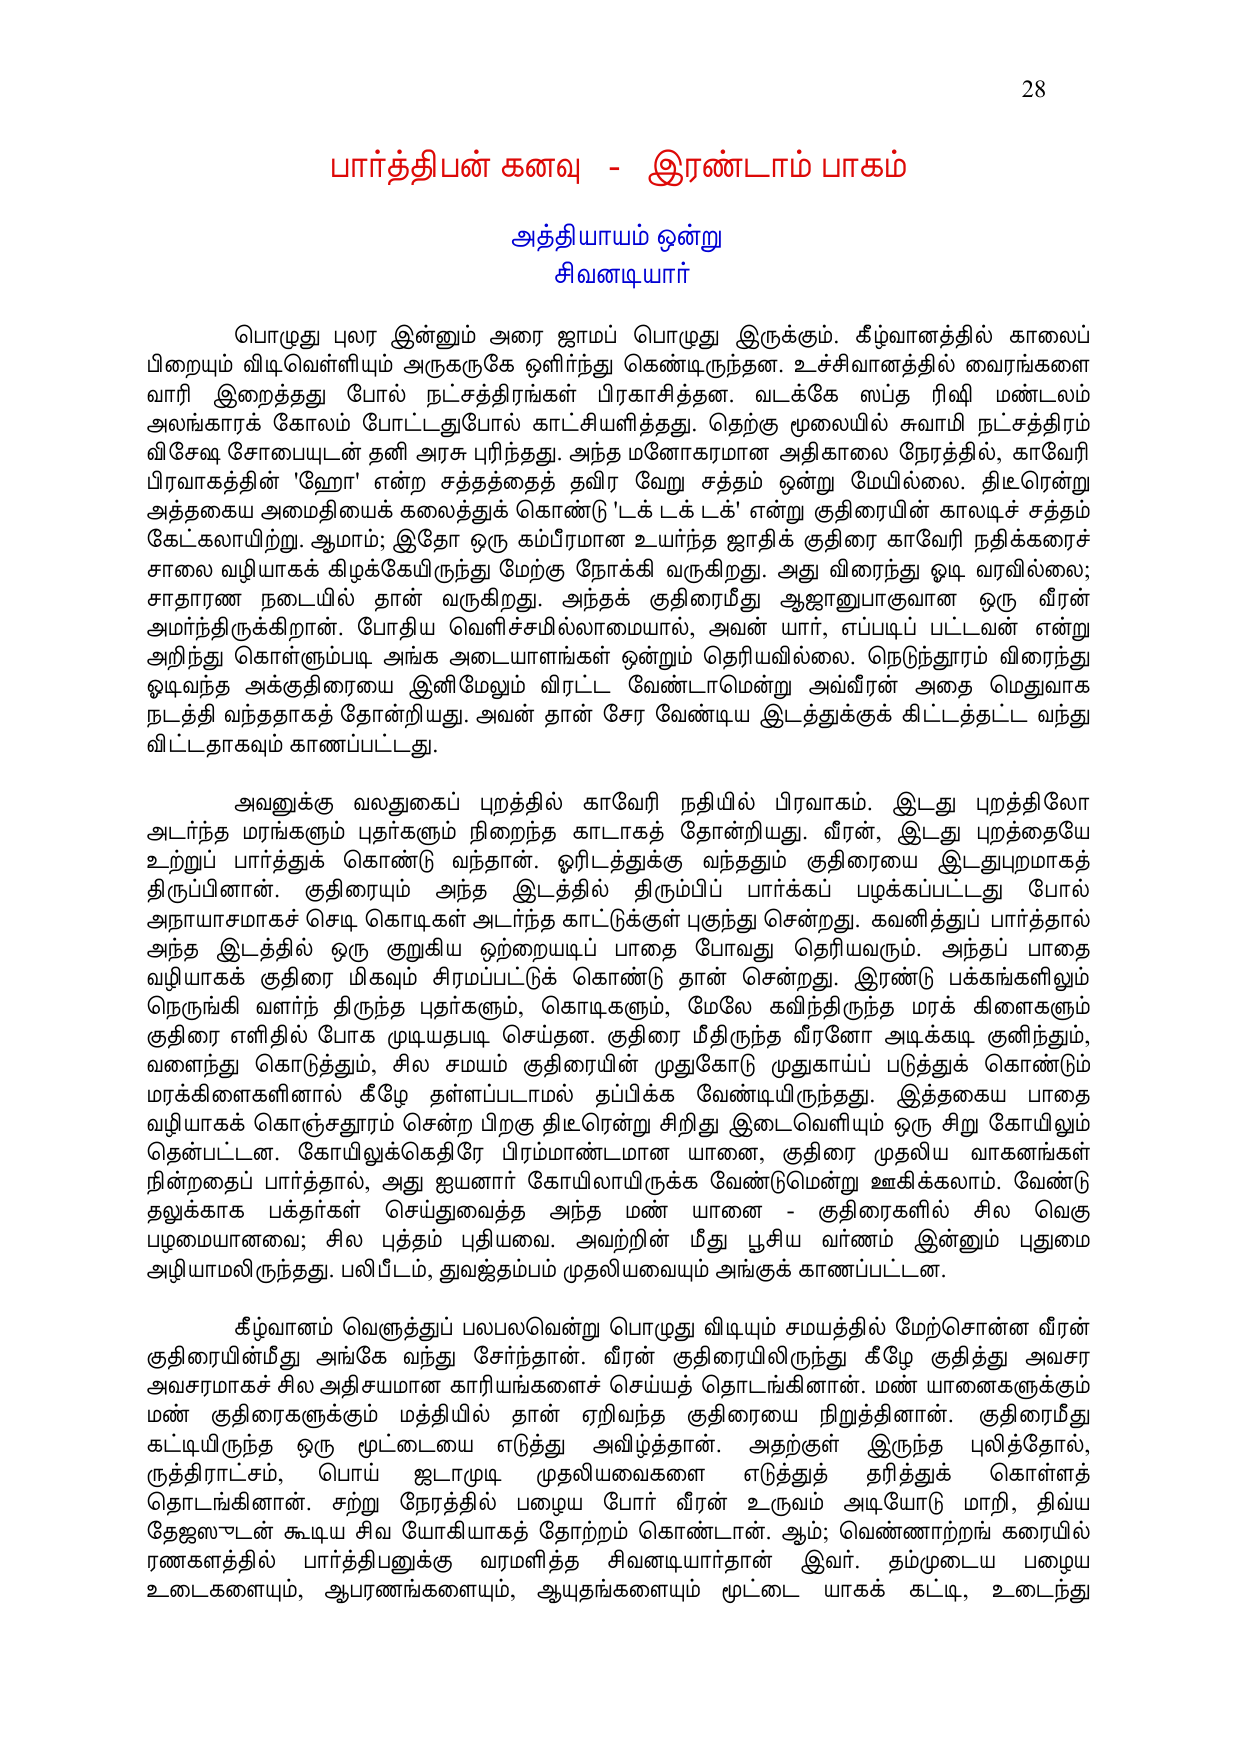 28
பார்த்திபன் கனவு - இரண்டாம் பாகம்
அத்தியாயம் ஒன்று
சிவனடியார்
பொழுது புலர இன்னும் அரை ஜாமப் பொழுது இருக்கும். கீழ்வானத்தில் காலைப்
பிறையும் விடிவெள்ளியும் அருகருகே ஒளிர்ந்து கெண்டிருந்தன. உச்சிவானத்தில் வைரங்களை
வாரி இறைத்தது போல் நட்சத்திரங்கள் பிரகாசித்தன. வடக்கே ஸப்த ரிஷி மண்டலம்
அலங்காரக் கோலம் போட்டதுபோல் காட்சியளித்தது. தெற்கு மூலையில் சுவாமி நட்சத்திரம்
விசேஷ சோபையுடன் தனி அரசு புரிந்தது. அந்த மனோகரமான அதிகாலை நேரத்தில், காவேரி
பிரவாகத்தின் 'ஹோ' என்ற சத்தத்தைத் தவிர வேறு சத்தம் ஒன்று மேயில்லை. திடீரென்று
அத்தகைய அமைதியைக் கலைத்துக் கொண்டு 'டக் டக் டக்' என்று குதிரையின் காலடிச் சத்தம்
கேட்கலாயிற்று. ஆமாம்; இதோ ஒரு கம்பீரமான உயர்ந்த ஜாதிக் குதிரை காவேரி நதிக்கரைச்
சாலை வழியாகக் கிழக்கேயிருந்து மேற்கு நோக்கி வருகிறது. அது விரைந்து ஓடி வரவில்லை;
சாதாரண நடையில் தான் வருகிறது. அந்தக் குதிரைமீது ஆஜானுபாகுவான ஒரு வீரன்
அமர்ந்திருக்கிறான். போதிய வெளிச்சமில்லாமையால், அவன் யார், எப்படிப் பட்டவன் என்று
அறிந்து கொள்ளும்படி அங்க அடையாளங்கள் ஒன்றும் தெரியவில்லை. நெடுந்தூரம் விரைந்து
ஓடிவந்த அக்குதிரையை இனிமேலும் விரட்ட வேண்டாமென்று அவ்வீரன் அதை மெதுவாக
நடத்தி வந்ததாகத் தோன்றியது. அவன் தான் சேர வேண்டிய இடத்துக்குக் கிட்டத்தட்ட வந்து
விட்டதாகவும் காணப்பட்டது.
அவனுக்கு வலதுகைப் புறத்தில் காவேரி நதியில் பிரவாகம். இடது புறத்திலோ
அடர்ந்த மரங்களும் புதர்களும் நிறைந்த காடாகத் தோன்றியது. வீரன், இடது புறத்தையே
உற்றுப் பார்த்துக் கொண்டு வந்தான். ஓரிடத்துக்கு வந்ததும் குதிரையை இடதுபுறமாகத்
திருப்பினான். குதிரையும் அந்த இடத்தில் திரும்பிப் பார்க்கப் பழக்கப்பட்டது போல்
அநாயாசமாகச் செடி கொடிகள் அடர்ந்த காட்டுக்குள் புகுந்து சென்றது. கவனித்துப் பார்த்தால்
அந்த இடத்தில் ஒரு குறுகிய ஒற்றையடிப் பாதை போவது தெரியவரும். அந்தப் பாதை
வழியாகக் குதிரை மிகவும் சிரமப்பட்டுக் கொண்டு தான் சென்றது. இரண்டு பக்கங்களிலும்
நெருங்கி வளர்ந் திருந்த புதர்களும், கொடிகளும், மேலே கவிந்திருந்த மரக் கிளைகளும்
குதிரை எளிதில் போக முடியதபடி செய்தன. குதிரை மீதிருந்த வீரனோ அடிக்கடி குனிந்தும்,
வளைந்து கொடுத்தும், சில சமயம் குதிரையின் முதுகோடு முதுகாய்ப் படுத்துக் கொண்டும்
மரக்கிளைகளினால் கீழே தள்ளப்படாமல் தப்பிக்க வேண்டியிருந்தது. இத்தகைய பாதை
வழியாகக் கொஞ்சதூரம் சென்ற பிறகு திடீரென்று சிறிது இடைவெளியும் ஒரு சிறு கோயிலும்
தென்பட்டன. கோயிலுக்கெதிரே பிரம்மாண்டமான யானை, குதிரை முதலிய வாகனங்கள்
நின்றதைப் பார்த்தால், அது ஐயனார் கோயிலாயிருக்க வேண்டுமென்று ஊகிக்கலாம். வேண்டு
தலுக்காக பக்தர்கள் செய்துவைத்த அந்த மண் யானை - குதிரைகளில் சில வெகு
பழமையானவை; சில புத்தம் புதியவை. அவற்றின் மீது பூசிய வர்ணம் இன்னும் புதுமை
அழியாமலிருந்தது. பலிபீடம், துவஜ்தம்பம் முதலியவையும் அங்குக் காணப்பட்டன.
கீழ்வானம் வெளுத்துப் பலபலவென்று பொழுது விடியும் சமயத்தில் மேற்சொன்ன வீரன்
குதிரையின்மீது அங்கே வந்து சேர்ந்தான். வீரன் குதிரையிலிருந்து கீழே குதித்து அவசர
அவசரமாகச் சில அதிசயமான காரியங்களைச் செய்யத் தொடங்கினான். மண் யானைகளுக்கும்
மண் குதிரைகளுக்கும் மத்தியில் தான் ஏறிவந்த குதிரையை நிறுத்தினான். குதிரைமீது
கட்டியிருந்த ஒரு மூட்டையை எடுத்து அவிழ்த்தான். அதற்குள் இருந்த புலித்தோல்,
ருத்திராட்சம், பொய் ஜடாமுடி முதலியவைகளை எடுத்துத் தரித்துக் கொள்ளத்
தொடங்கினான். சற்று நேரத்தில் பழைய போர் வீரன் உருவம் அடியோடு மாறி, திவ்ய
தேஜஸுடன் கூடிய சிவ யோகியாகத் தோற்றம் கொண்டான். ஆம்; வெண்ணாற்றங் கரையில்
ரணகளத்தில் பார்த்திபனுக்கு வரமளித்த சிவனடியார்தான் இவர். தம்முடைய பழைய
உடைகளையும், ஆபரணங்களையும், ஆயுதங்களையும் மூட்டை யாகக் கட்டி, உடைந்து